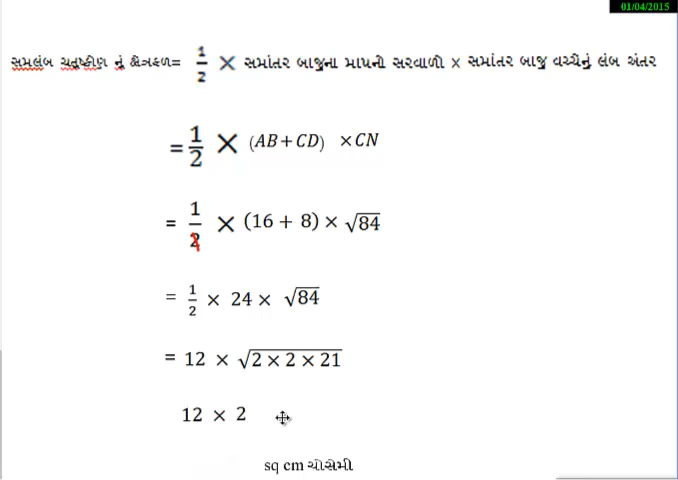 01/04/2015
સમલંબ ચતુષ્કોણ નું ક્ષેત્રફળ= 1/2 × સમાંતર બાજુના માપનો સરવાળો × સમાંતર બાજુ વચ્ચેનું લંબ અંતર
= 1/2 × (AB+CD) ×CN
= 1/2 × (16 + 8) × √84
= 1/2 × 24 × √84
= 12 × √2 × 2 × 21
12 × 2
sq cm ચોસેમી